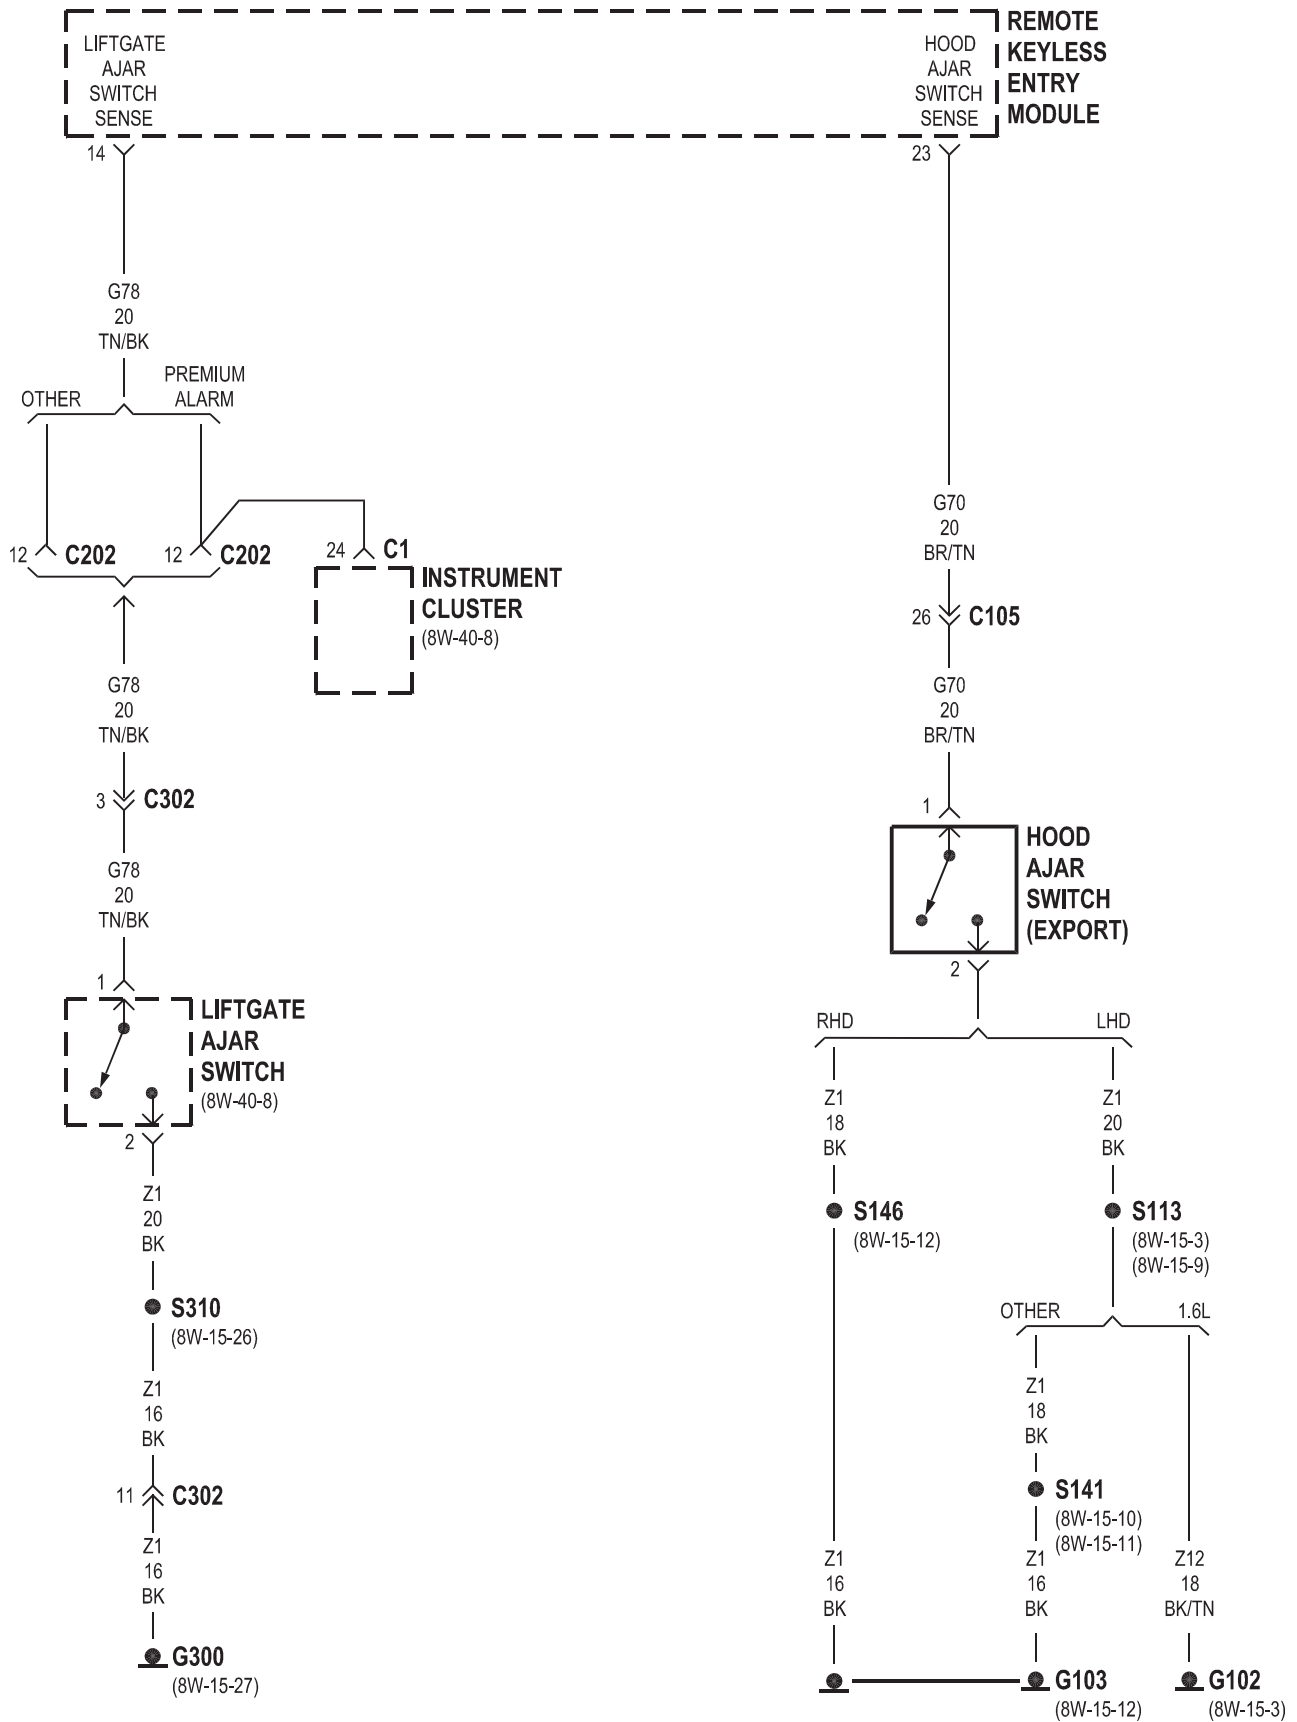 REMOTE
KEYLESS
ENTRY
MODULE
LIFTGATE
AJAR
SWITCH
SENSE
HOOD
AJAR
SWITCH
SENSE
14
23
G78
20
TN/BK
OTHER
PREMIUM
ALARM
12
C202
12
C202
24
C1
INSTRUMENT
CLUSTER
(8W-40-8)
G78
20
TN/BK
3
C302
G78
20
TN/BK
1
LIFTGATE
AJAR
SWITCH
(8W-40-8)
2
Z1
20
BK
S310
(8W-15-26)
Z1
16
BK
11
C302
Z1
16
BK
G300
(8W-15-27)
G70
20
BR/TN
26
C105
G70
20
BR/TN
1
HOOD
AJAR
SWITCH
(EXPORT)
2
RHD
LHD
Z1
18
BK
Z1
20
BK
S146
(8W-15-12)
S113
(8W-15-3)
(8W-15-9)
OTHER
1.6L
Z1
18
BK
S141
(8W-15-10)
(8W-15-11)
Z1
16
BK
Z1
16
BK
Z12
18
BK/TN
G103
(8W-15-12)
G102
(8W-15-3)